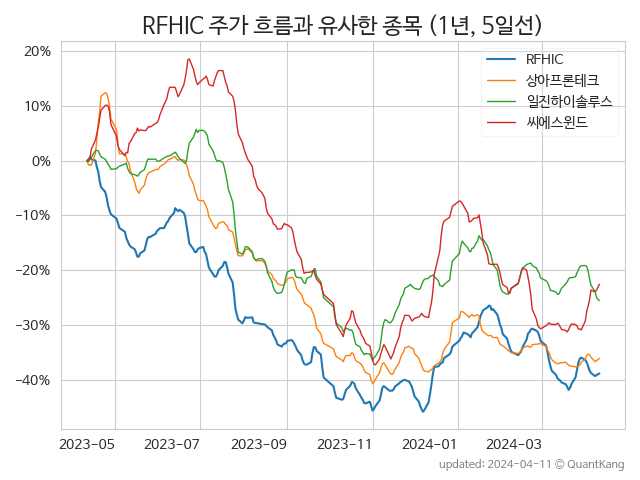 RFHIC 주가 흐름과 유사한 종목 (1년, 5일선)
RFHIC
상아프론테크
일진하이솔루스
씨에스윈드
20%
10%
0%
−10%
−20%
−30%
−40%
2023−05
2023−07
2023−09
2023−11
2024−01
2024−03
updated: 2024-04-11 © QuantKang